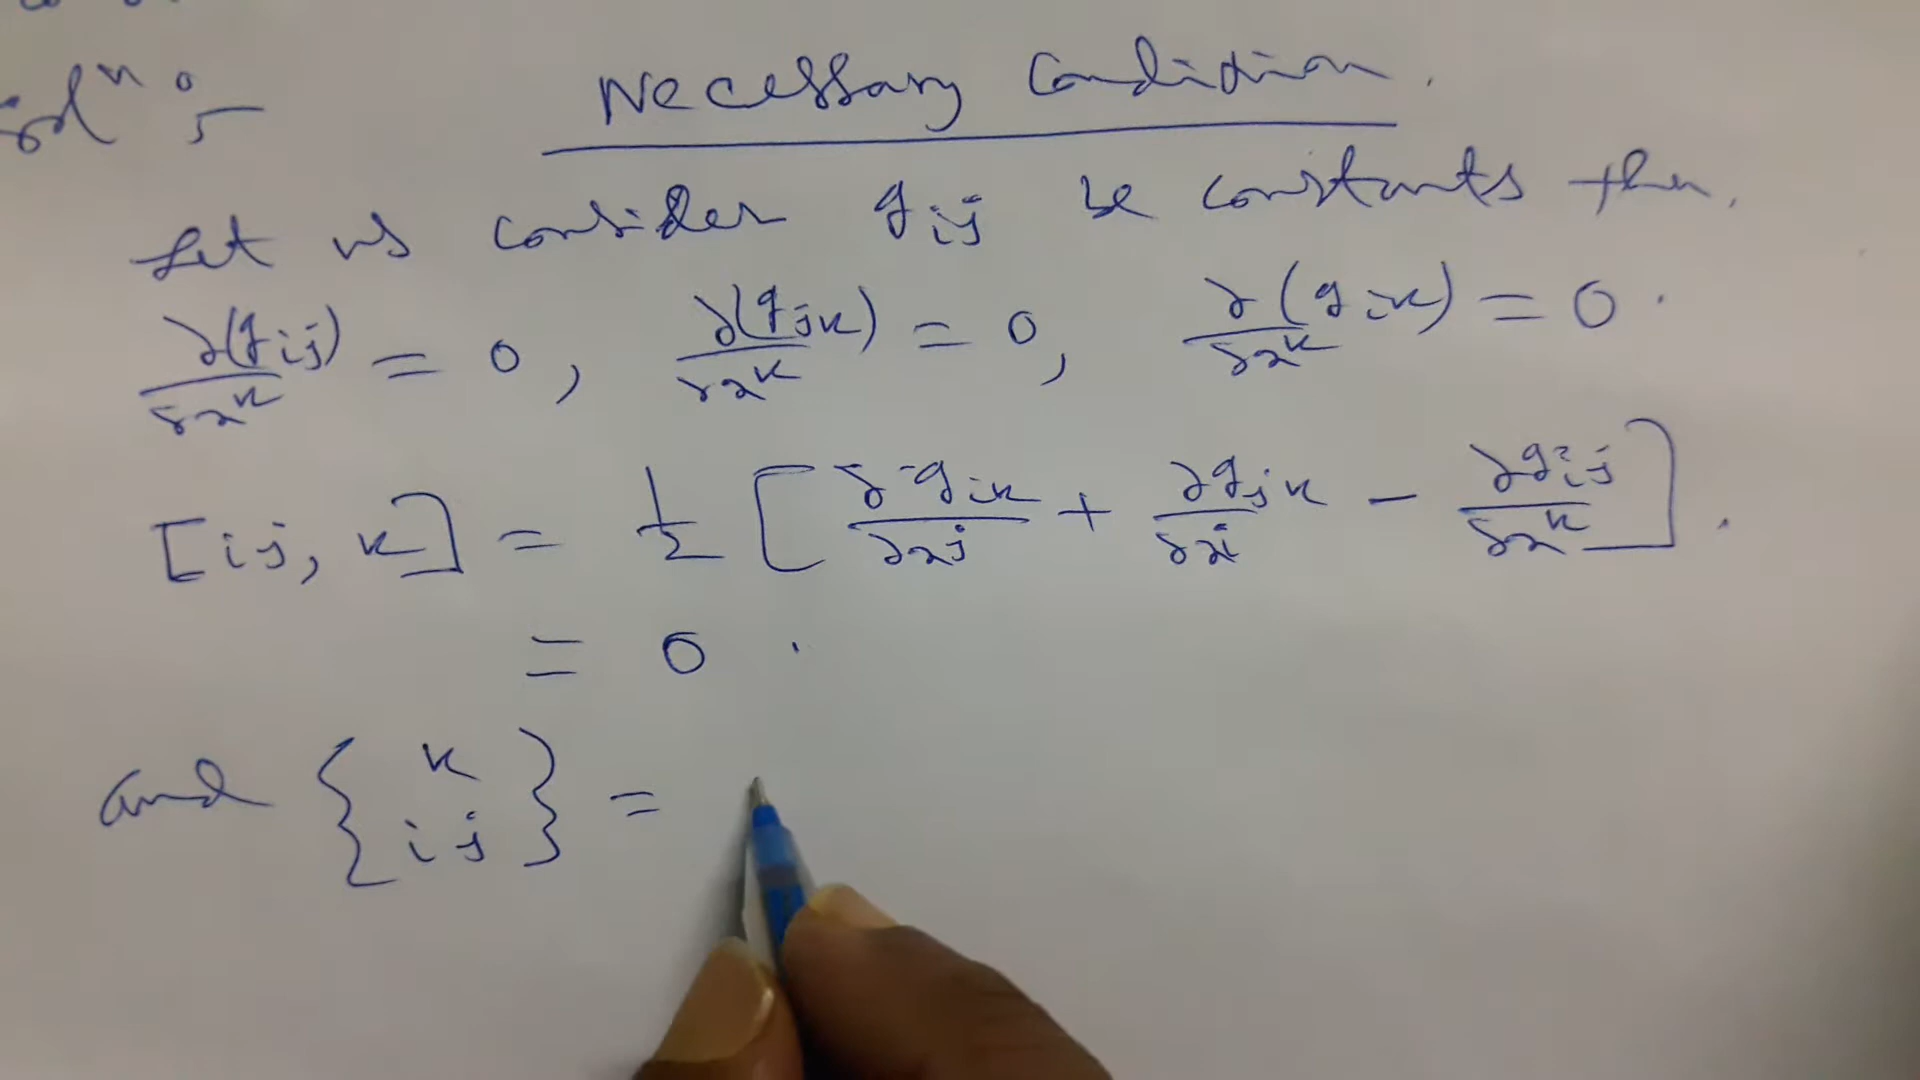 Soln :-
Necessary Condition.
Let us consider gij be constants then,
∂(gij)/∂x^k = 0, ∂(gjk)/∂x^k = 0, ∂(gik)/∂x^k = 0.
[ij, k] = 1/2 [∂gik/∂x^j + ∂gjk/∂x^i - ∂gij/∂x^k].
= 0.
and {k ij} =